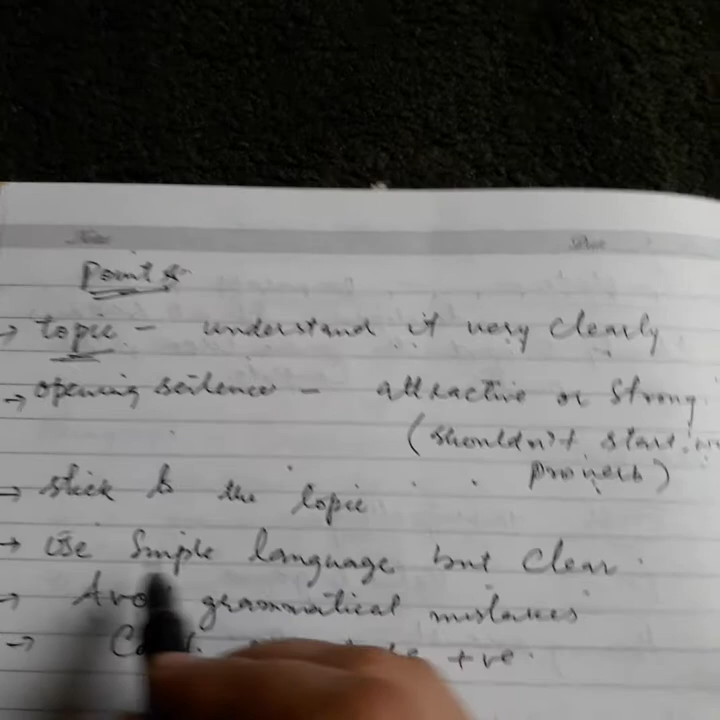 Points
→ topic - understand it very clearly
→ opening sentence - attractive or strong
(shouldn't start
proverb)
→ stick to the topic
→ Use Simple language but clear.
→ grammatical mistakes
→ +ve.